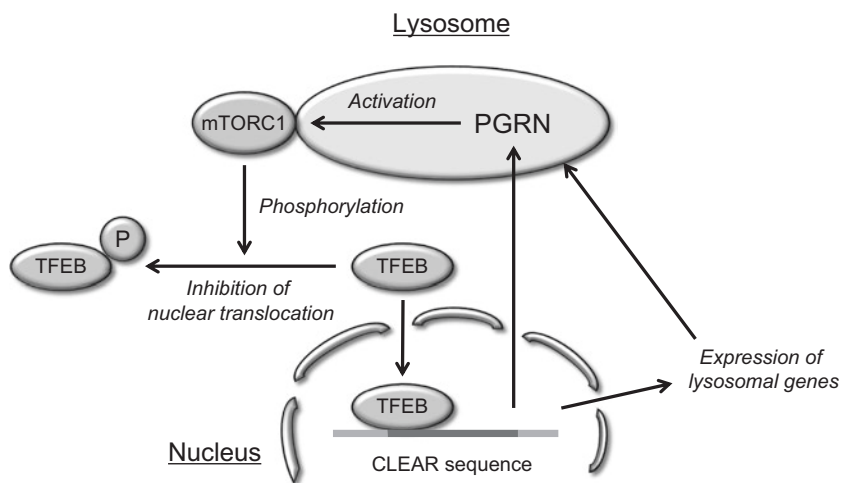 Lysosome
Activation
mTORC1
PGRN
Phosphorylation
P
TFEB
TFEB
Inhibition of
nuclear translocation
Expression of
lysosomal genes
TFEB
Nucleus
CLEAR sequence